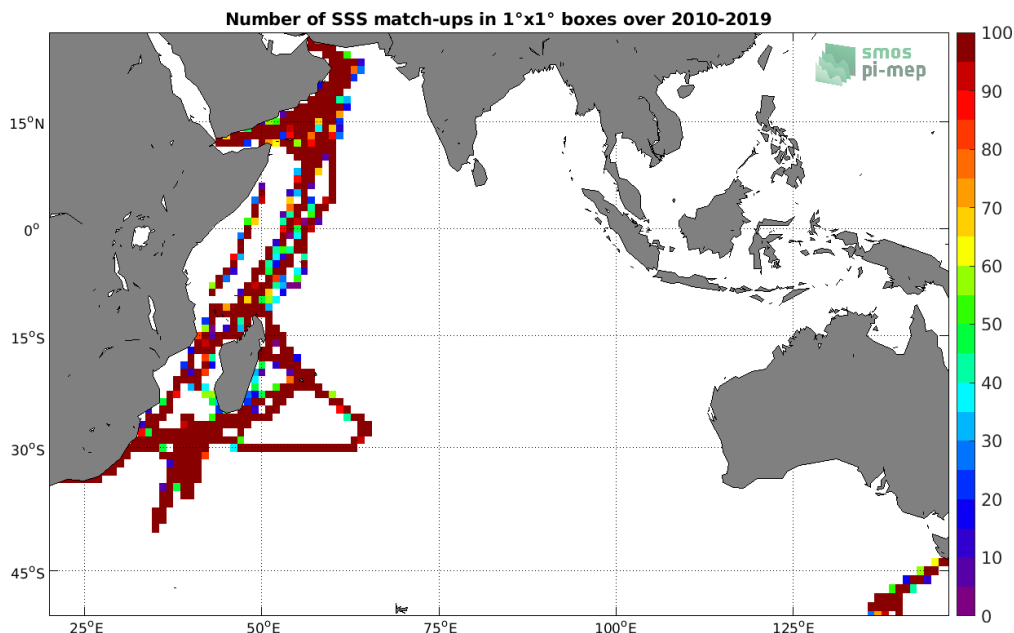 Number of SSS match-ups in 1°x1° boxes over 2010-2019
smos
pi-mep
100
90
80
70
60
50
40
30
20
10
0
15°N
0°
15°S
30°S
45°S
25°E
50°E
75°E
100°E
125°E